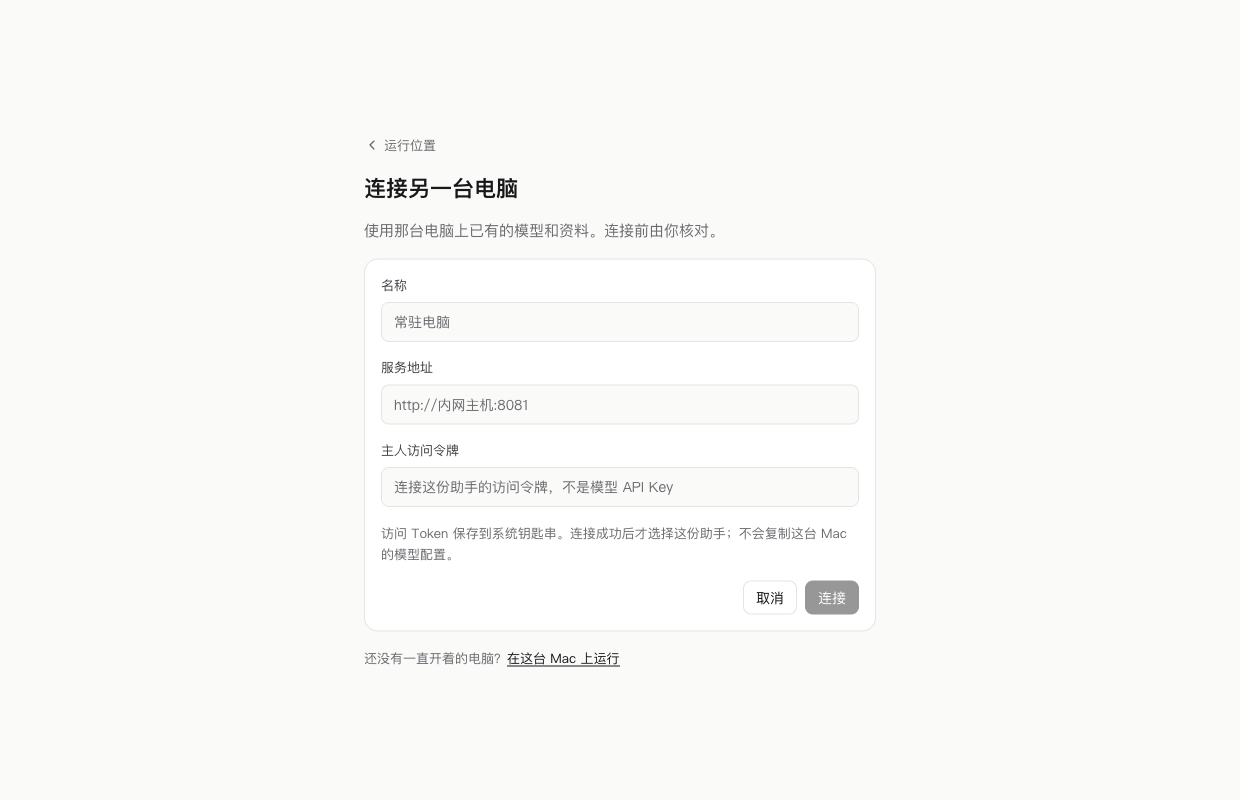 运行位置
连接另一台电脑
使用那台电脑上已有的模型和资料。连接前由你核对。
名称
常驻电脑
服务地址
http://内网主机:8081
主人访问令牌
连接这份助手的访问令牌，不是模型 API Key
访问 Token 保存到系统钥匙串。连接成功后才选择这份助手；不会复制这台 Mac
的模型配置。
取消 连接
还没有一直开着的电脑？在这台 Mac 上运行